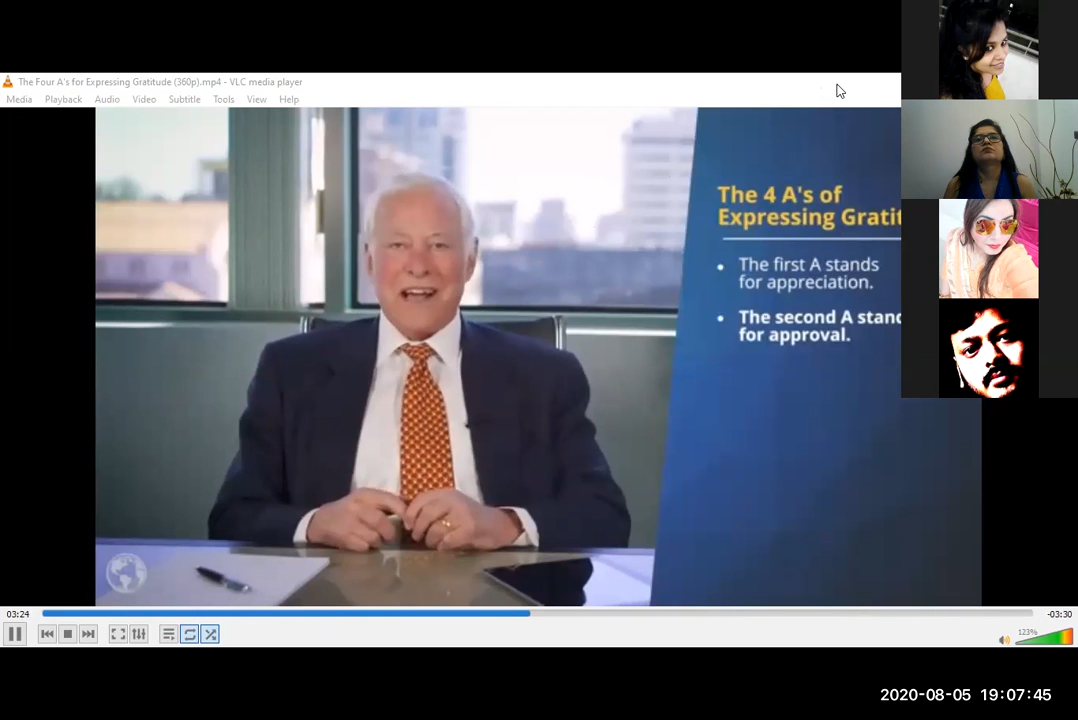 The Four A's for Expressing Gratitude (360p).mp4 - VLC media player
Media Playback Audio Video Subtitle Tools View Help
The 4 A's of
Expressing Gratit
• The first A stands
for appreciation.
• The second A stand
for approval.
03:24
-03:30
123%
2020-08-05 19:07:45